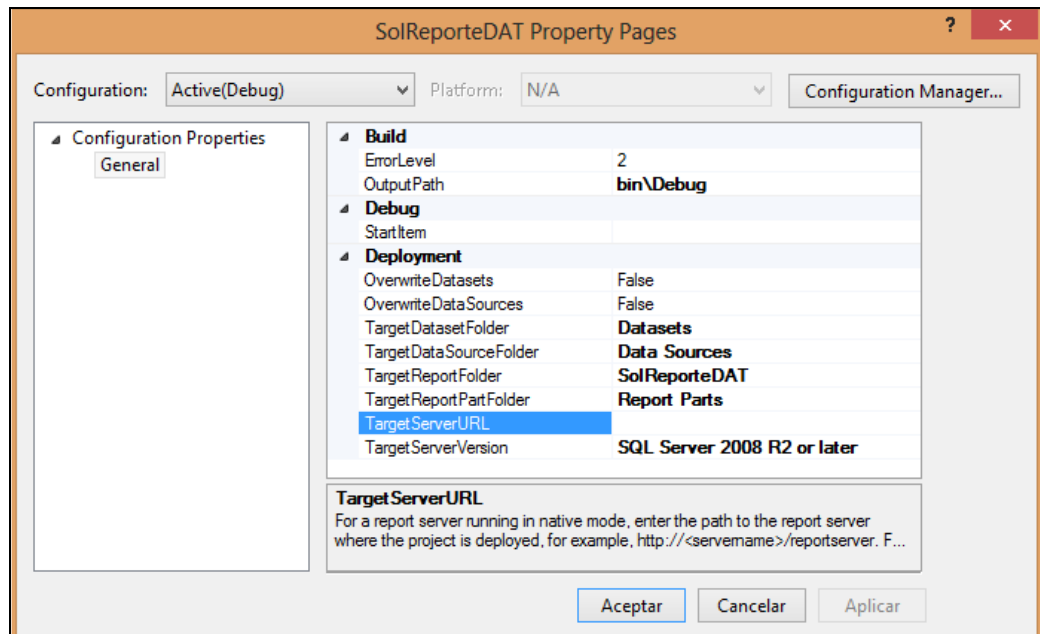 SolReporteDAT Property Pages
?
Configuration: Active(Debug) Platform: N/A Configuration Manager...
Configuration Properties
General
Build
ErrorLevel 2
OutputPath bin\Debug
Debug
StartItem
Deployment
OverwriteDatasets False
OverwriteDataSources False
TargetDatasetFolder Datasets
TargetDataSourceFolder Data Sources
TargetReportFolder SolReporteDAT
TargetReportPartFolder Report Parts
TargetServerURL
TargetServerVersion SQL Server 2008 R2 or later
TargetServerURL
For a report server running in native mode, enter the path to the report server
where the project is deployed, for example, http://<servername>/reportserver. F...
Aceptar Cancelar Aplicar